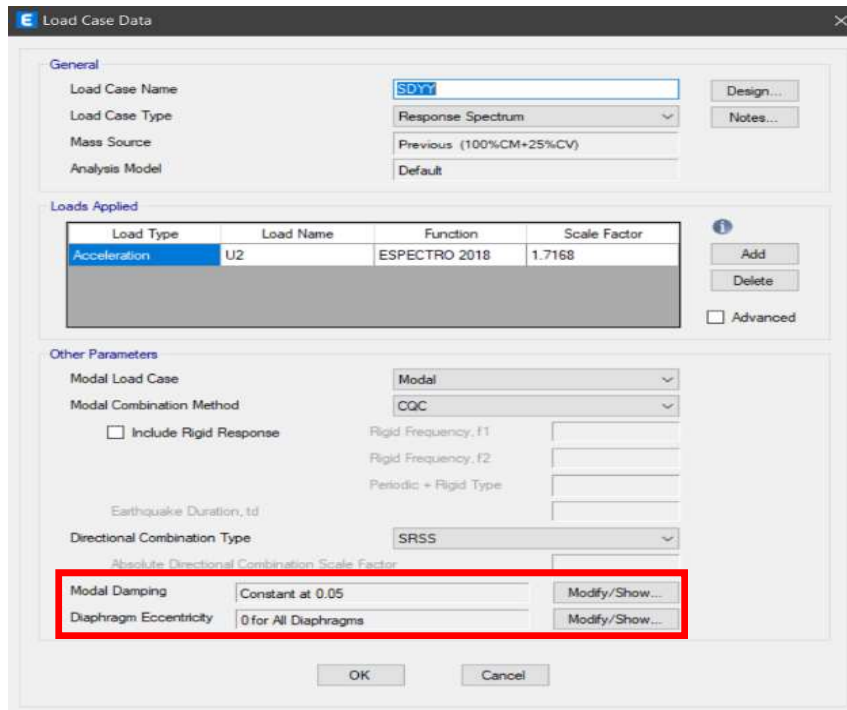 E Load Case Data
General
Load Case Name SDYY Design...
Load Case Type Response Spectrum Notes...
Mass Source Previous (100%CM+25%CV)
Analysis Model Default
Loads Applied
Load Type Load Name Function Scale Factor
Acceleration U2 ESPECTRO 2018 1.7168 Add
Delete
Advanced
Other Parameters
Modal Load Case Modal
Modal Combination Method CQC
Include Rigid Response Rigid Frequency, f1
Rigid Frequency, f2
Periodic + Rigid Type
Earthquake Duration, td
Directional Combination Type SRSS
Absolute Directional Combination Scale Factor
Modal Damping Constant at 0.05 Modify/Show...
Diaphragm Eccentricity 0 for All Diaphragms Modify/Show...
OK Cancel